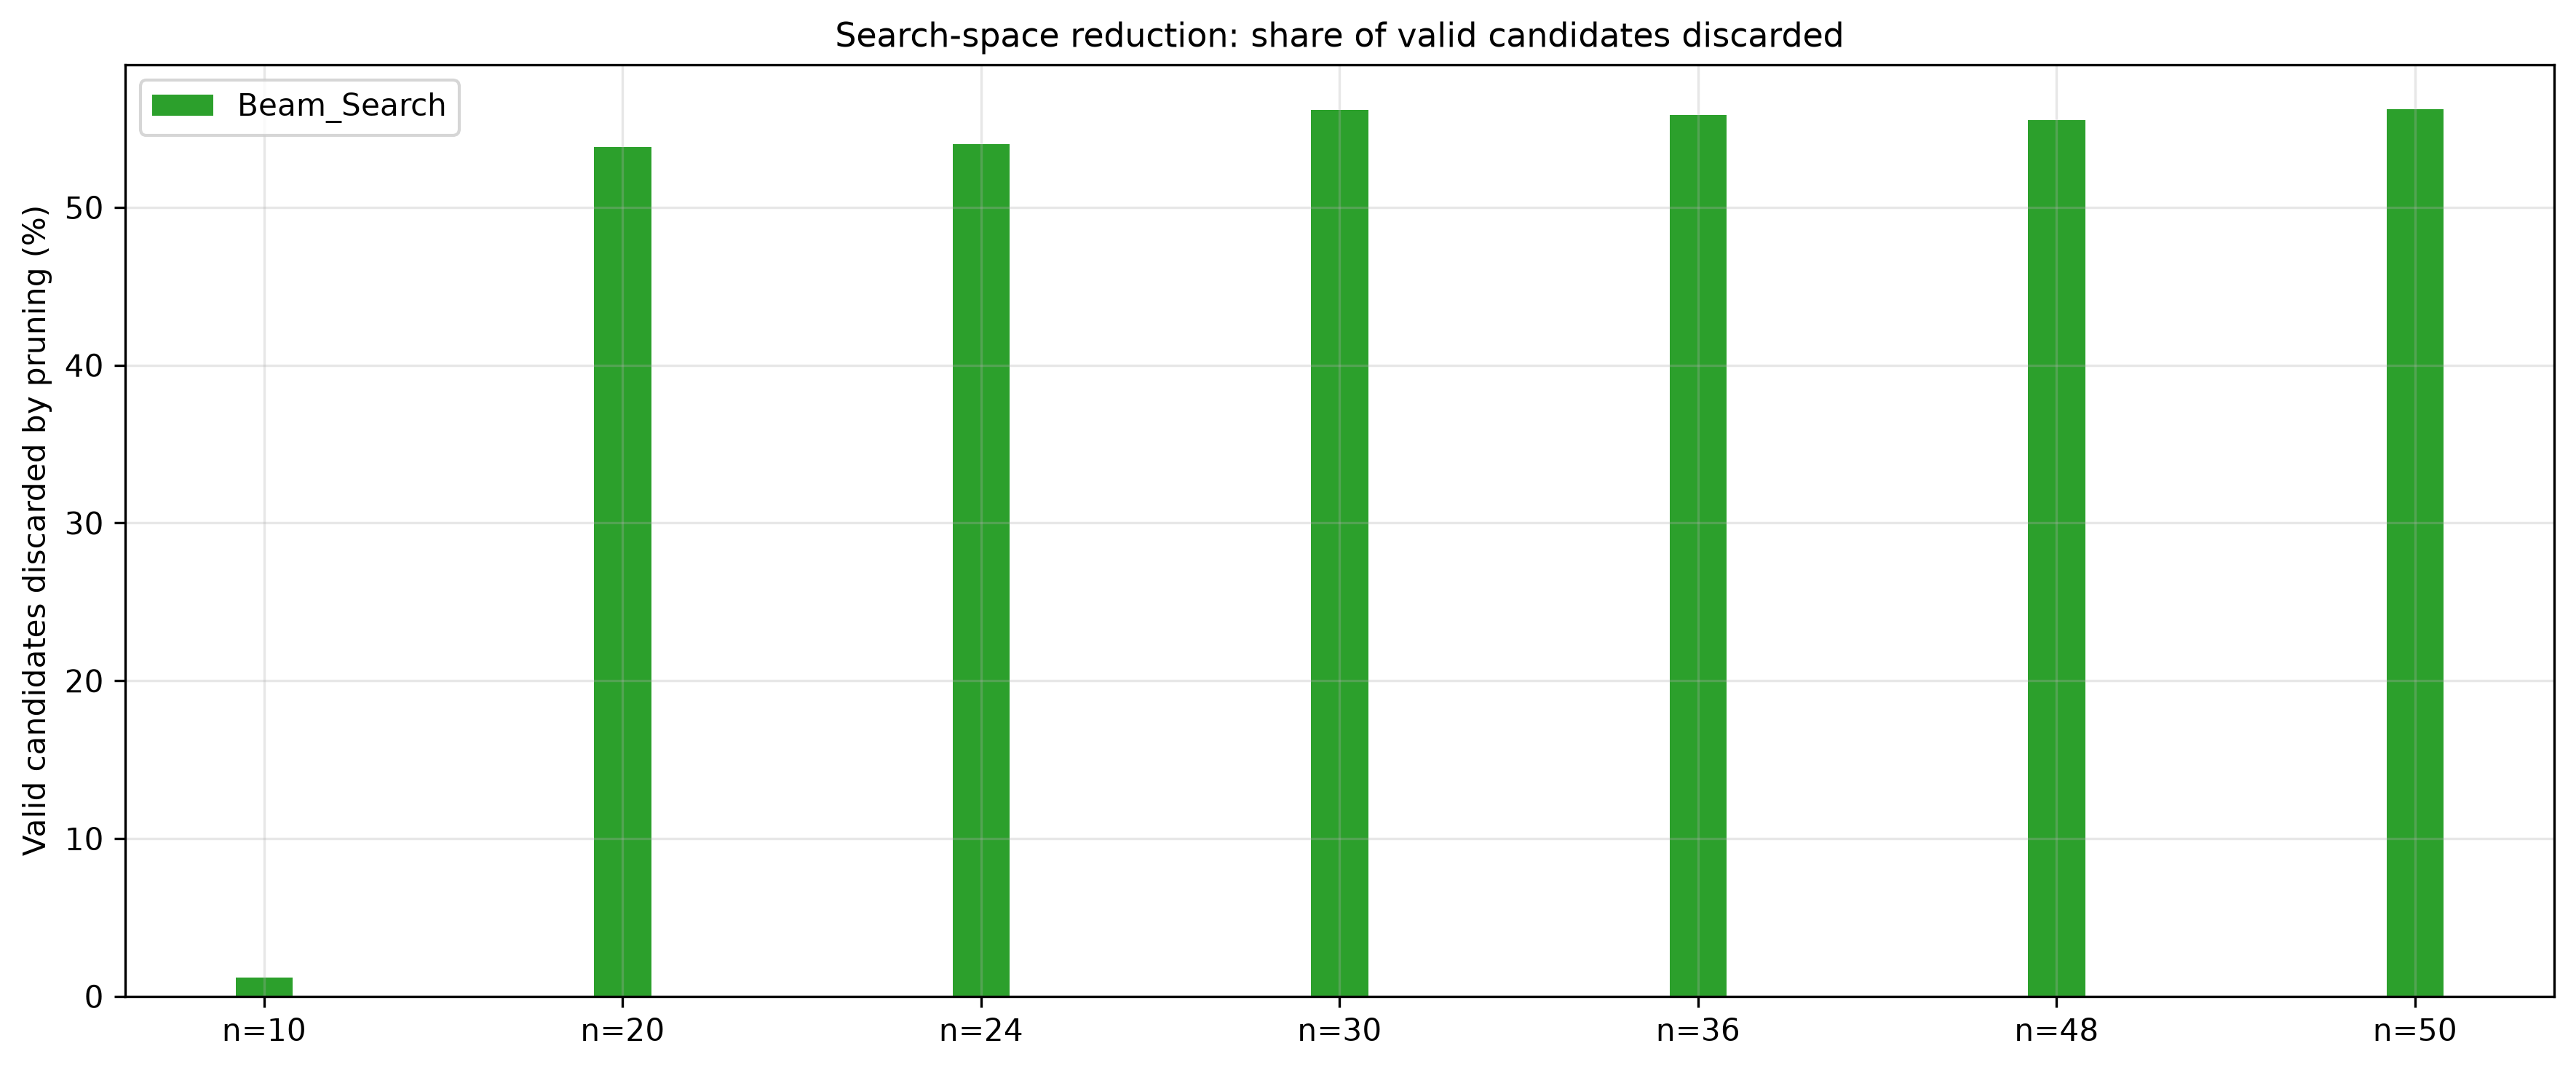 Search-space reduction: share of valid candidates discarded
Beam_Search
Valid candidates discarded by pruning (%)
50
40
30
20
10
0
n=10 n=20 n=24 n=30 n=36 n=48 n=50